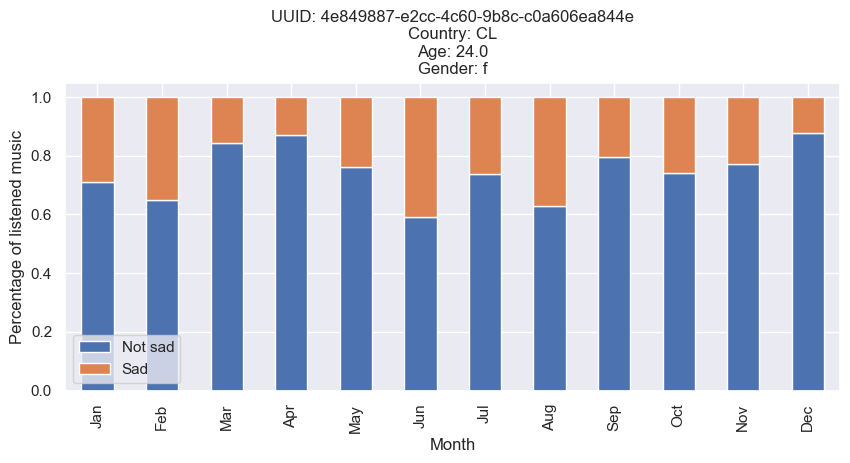 UUID: 4e849887-e2cc-4c60-9b8c-c0a606ea844e
Country: CL
Age: 24.0
Gender: f
Percentage of listened music
1.0
0.8
0.6
0.4
0.2
0.0
Not sad
Sad
Jan
Feb
Mar
Apr
May
Jun
Jul
Aug
Sep
Oct
Nov
Dec
Month